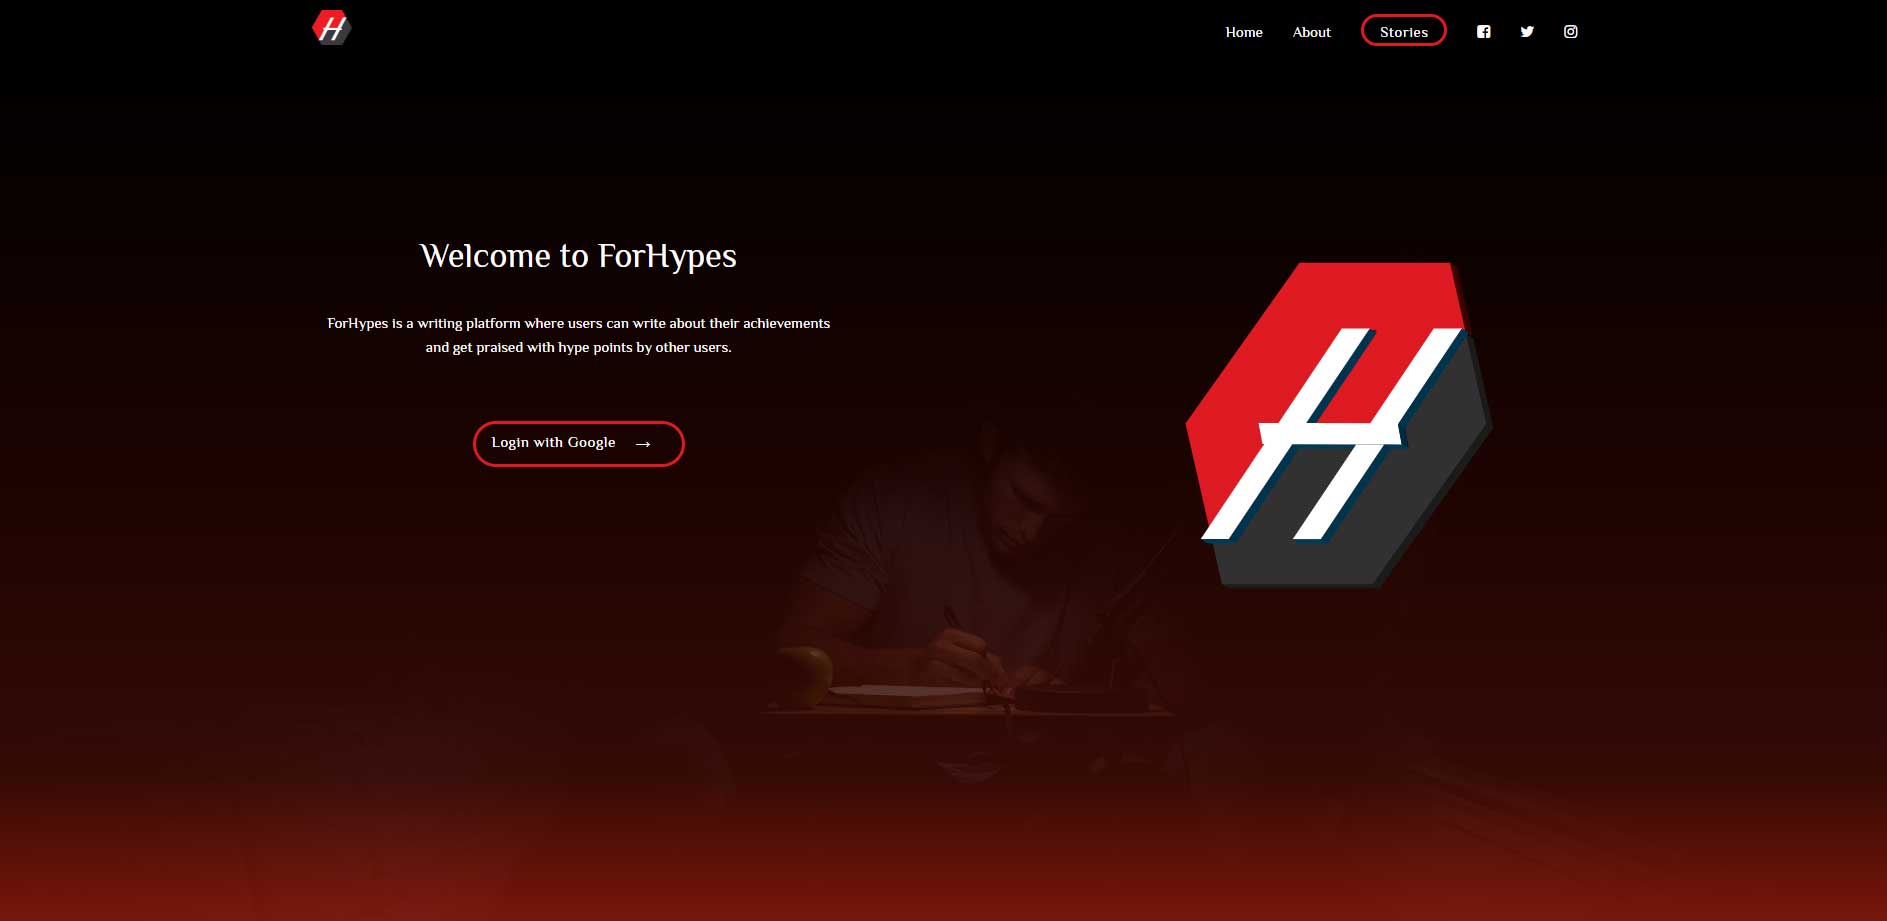 H
Home
About
Stories
Welcome to ForHypes
ForHypes is a writing platform where users can write about their achievements
and get praised with hype points by other users.
Login with Google →
H